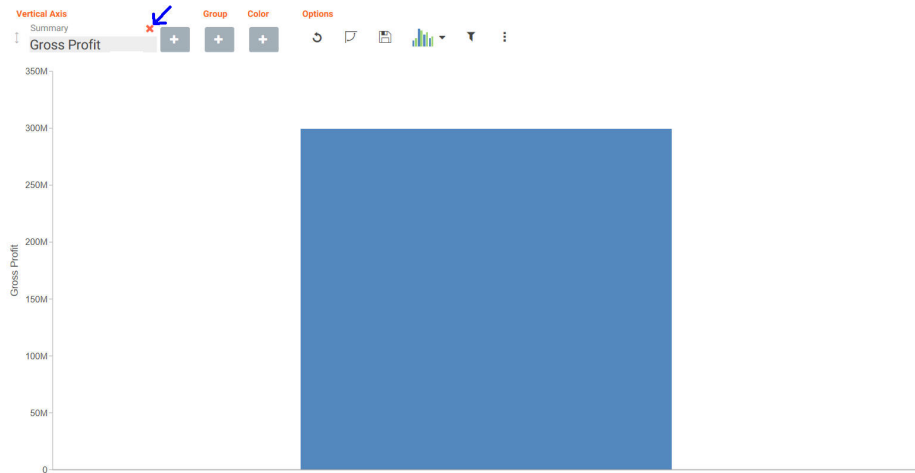 Vertical Axis Group Color Options
Summary
Gross Profit
350M
300M
250M
200M
150M
100M
50M
0
Gross Profit